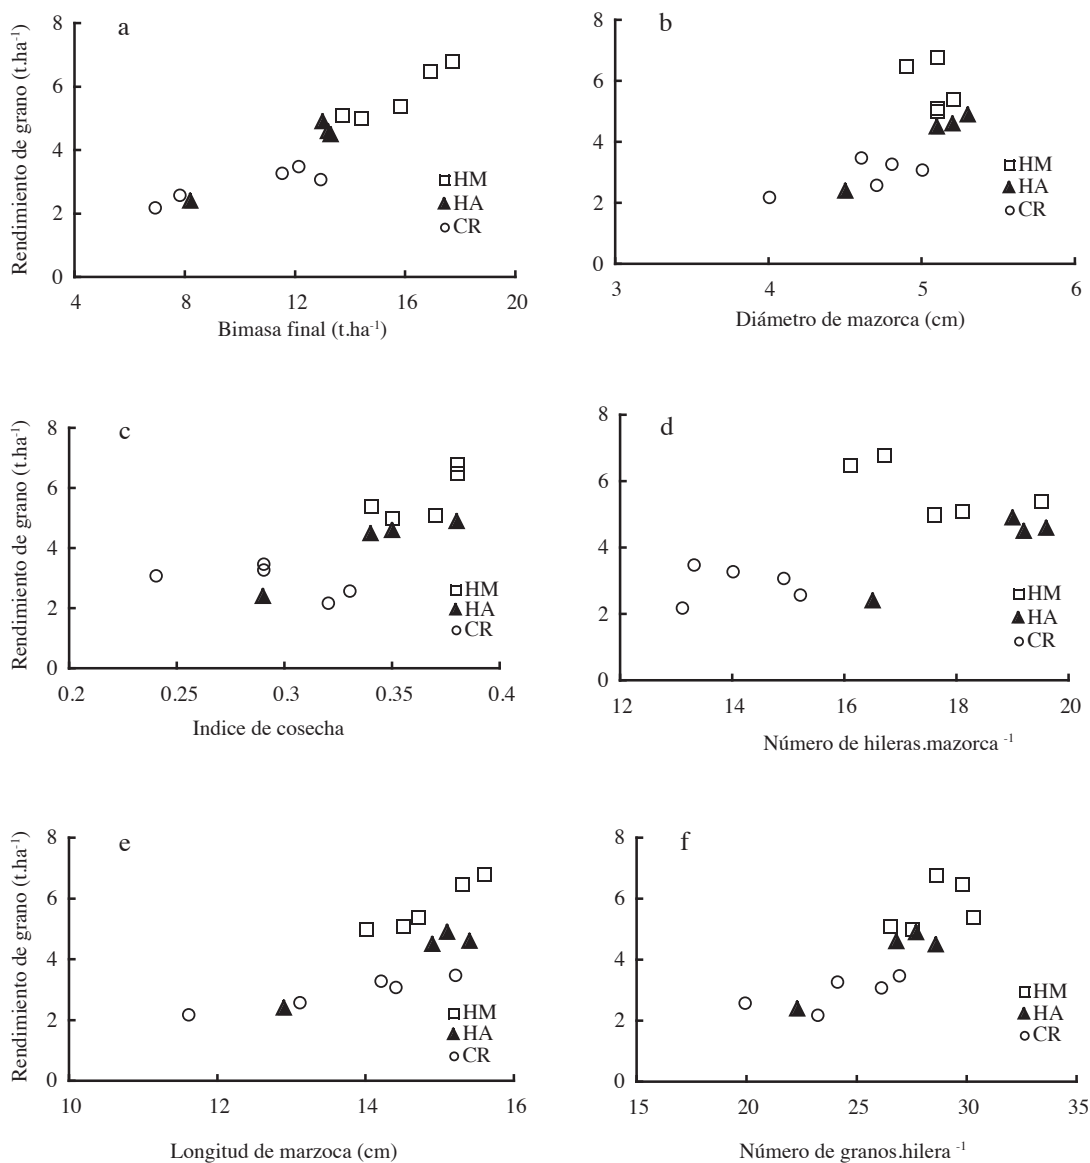 a
Rendimiento de grano (t.ha⁻¹)
8
6
4
2
0
HM
HA
CR
4
8
12
16
20
Bimasa final (t.ha⁻¹)
b
8
6
4
2
0
HM
HA
CR
3
4
5
6
Diámetro de mazorca (cm)
c
Rendimiento de grano (t.ha⁻¹)
8
6
4
2
0
HM
HA
CR
0.2
0.25
0.3
0.35
0.4
Indice de cosecha
d
8
6
4
2
0
HM
HA
CR
12
14
16
18
20
Número de hileras.mazorca ⁻¹
e
Rendimiento de grano (t.ha⁻¹)
8
6
4
2
0
HM
HA
CR
10
12
14
16
Longitud de marzoca (cm)
f
8
6
4
2
0
HM
HA
CR
15
20
25
30
35
Número de granos.hilera ⁻¹